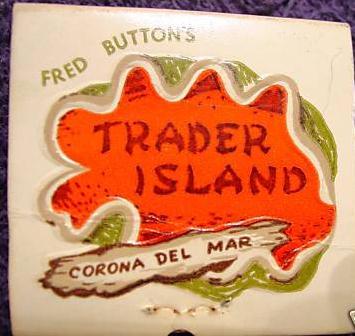 FRED BUTTON'S
TRADER
ISLAND
CORONA DEL MAR